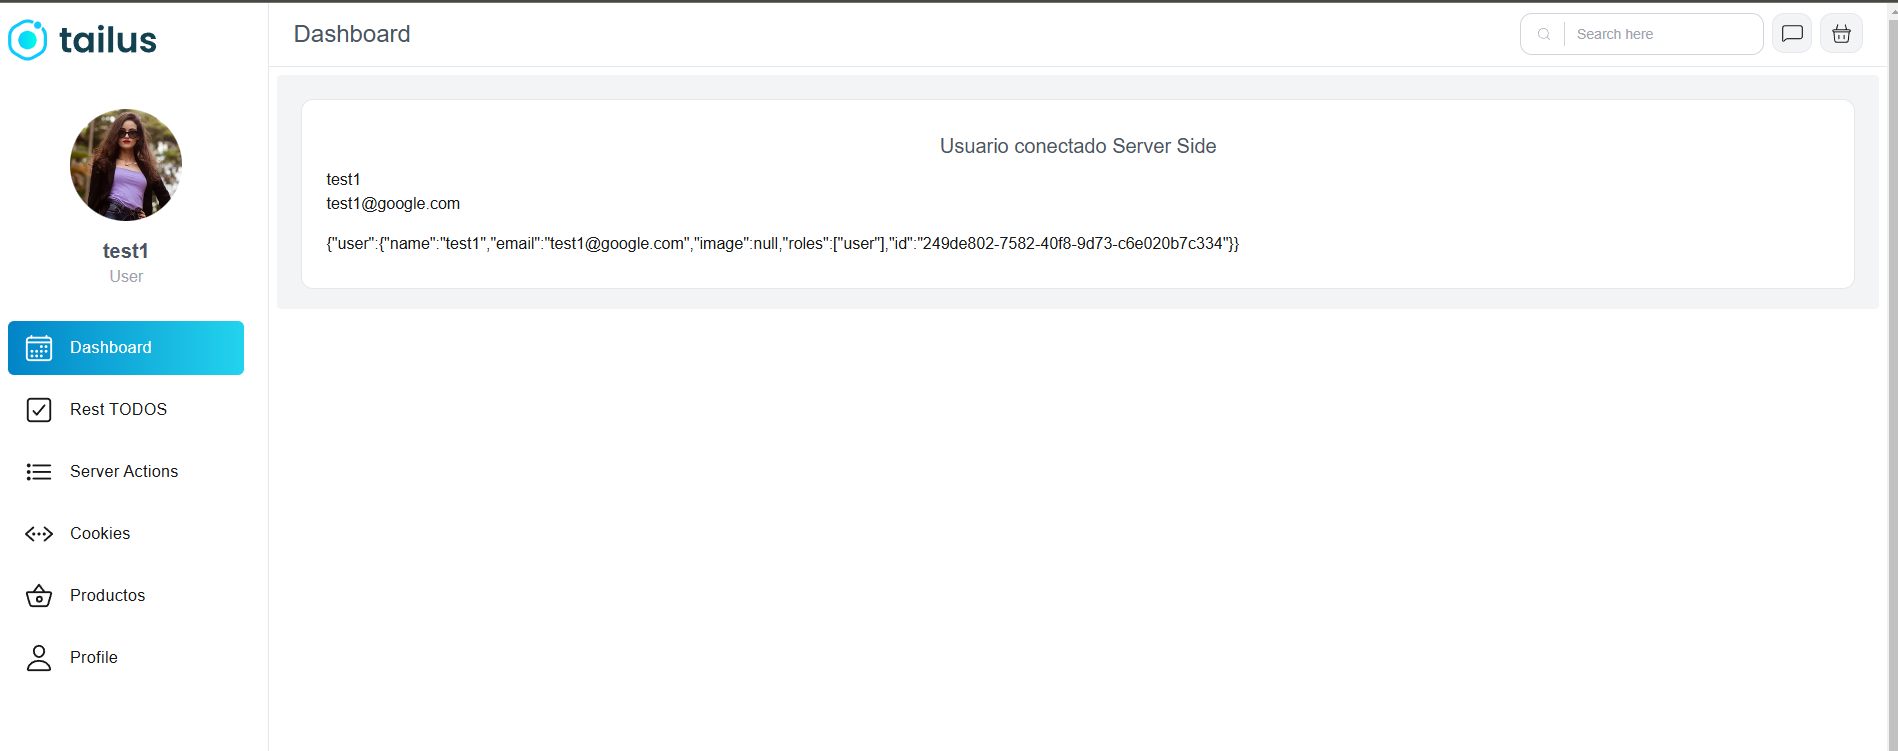 tailus
test1
User
Dashboard
Rest TODOS
Server Actions
Cookies
Productos
Profile
Dashboard
Search here
Usuario conectado Server Side
test1
test1@google.com
{"user":{"name":"test1","email":"test1@google.com","image":null,"roles":["user"],"id":"249de802-7582-40f8-9d73-c6e020b7c334"}}